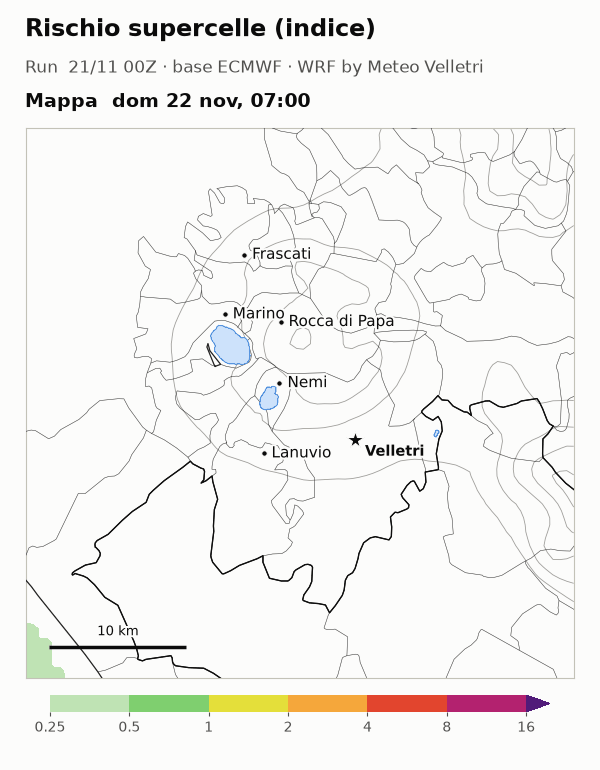 Rischio supercelle (indice)
Run  21/11 00Z · base ECMWF · WRF by Meteo Velletri
Mappa  dom 22 nov, 07:00
Frascati
Marino
Rocca di Papa
Nemi
Velletri
Lanuvio
10 km
0.25 0.5 1 2 4 8 16